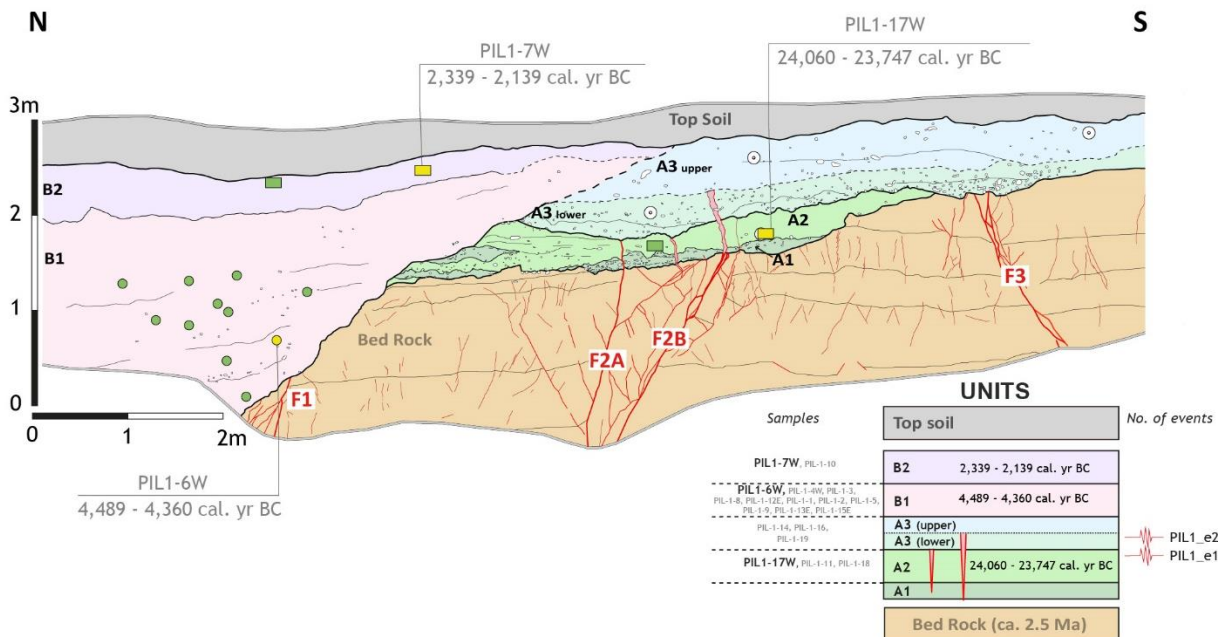 N
S
PIL1-7W
2,339 - 2,139 cal. yr BC
PIL1-17W
24,060 - 23,747 cal. yr BC
3m
Top Soil
A3 upper
B2
2
A3 lower
A2
B1
A1
F3
1
Bed Rock
F2B
F2A
F1
0
0
1
2m
PIL1-6W
4,489 - 4,360 cal. yr BC
UNITS
Samples
No. of events
Top soil
PIL1-7W, PIL-1-10
B2
2,339 - 2,139 cal. yr BC
PIL1-6W, PIL-1-4W, PIL-1-3,
PIL-1-8, PIL-1-12E, PIL-1-1, PIL-1-2, PIL-1-5,
PIL-1-9, PIL-1-13E, PIL-1-15E
B1
4,489 - 4,360 cal. yr BC
PIL-1-14, PIL-1-16,
PIL-1-19
A3 (upper)
A3 (lower)
PIL1_e2
PIL1_e1
PIL1-17W, PIL-1-11, PIL-1-18
A2
24,060 - 23,747 cal. yr BC
A1
Bed Rock (ca. 2.5 Ma)